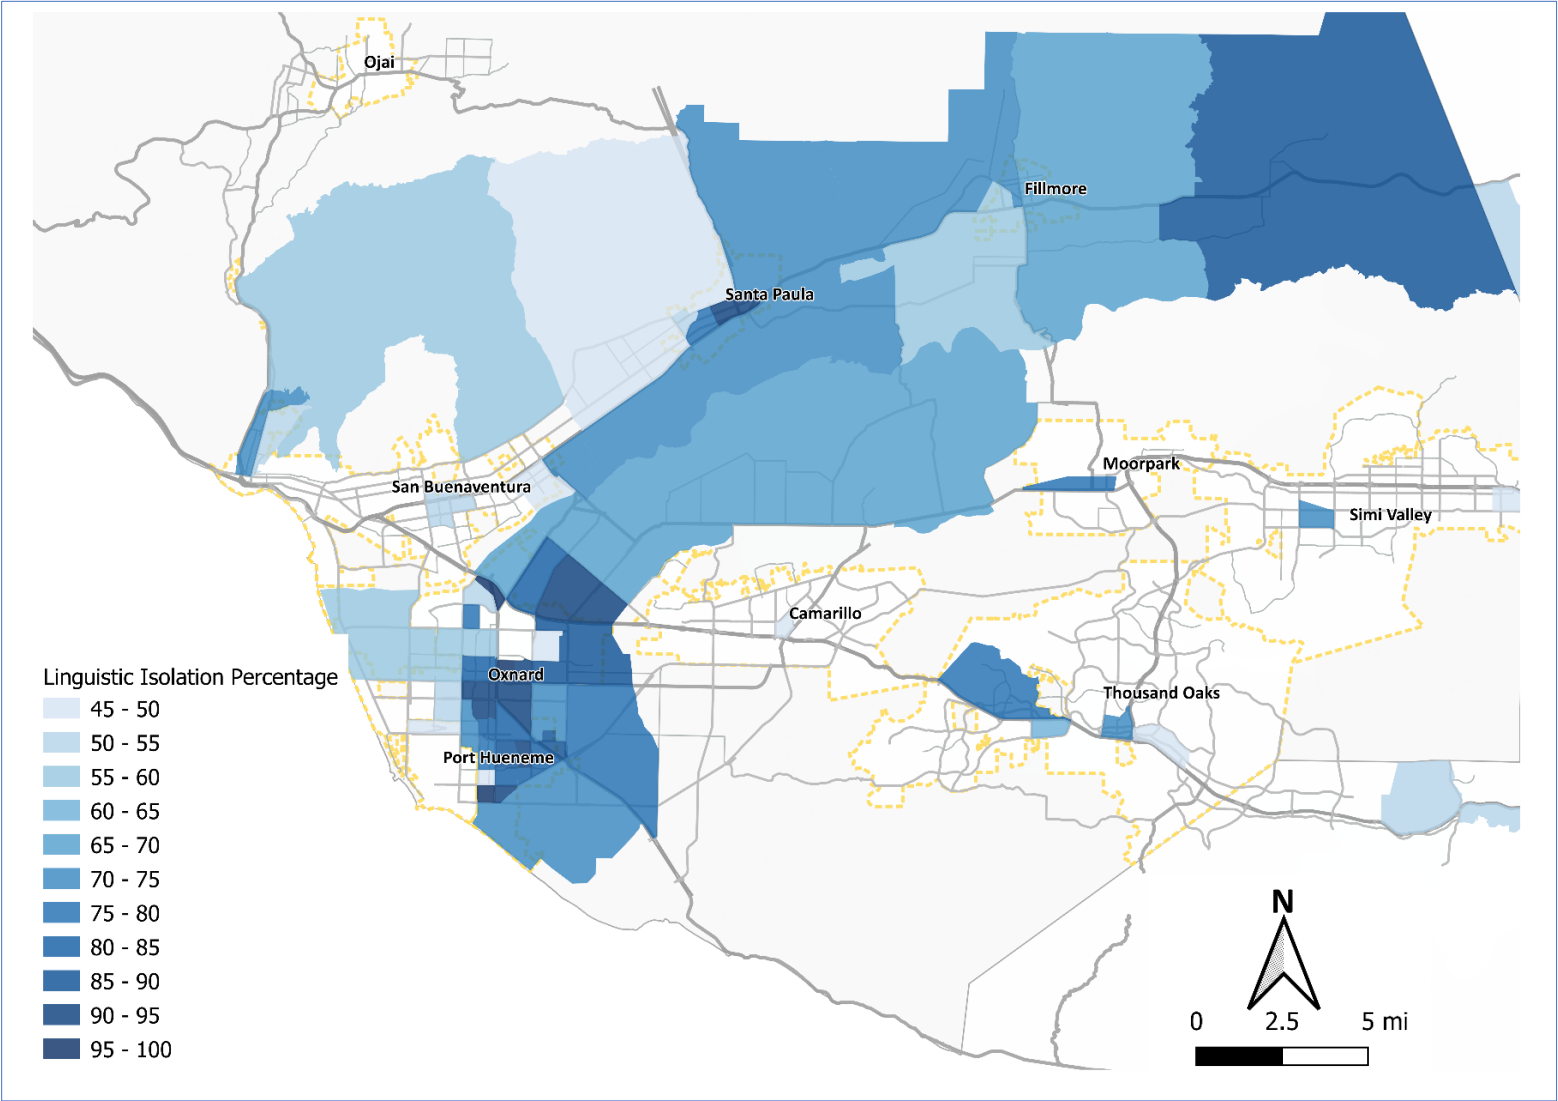 Ojai
Fillmore
Santa Paula
Moorpark
San Buenaventura
Simi Valley
Camarillo
Oxnard
Thousand Oaks
Port Hueneme
Linguistic Isolation Percentage
45 - 50
50 - 55
55 - 60
60 - 65
65 - 70
70 - 75
75 - 80
80 - 85
85 - 90
90 - 95
95 - 100
N
0 2.5 5 mi